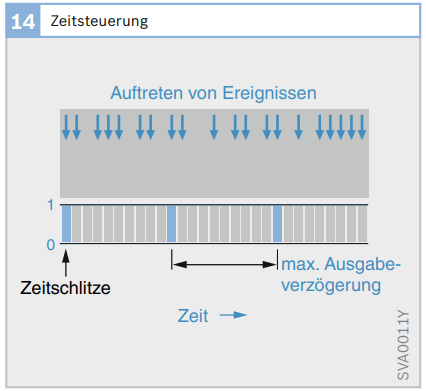 14 Zeitsteuerung
Auftreten von Ereignissen
1
0
Zeitschlitze
max. Ausgabe-
verzögerung
Zeit
SVA0011Y